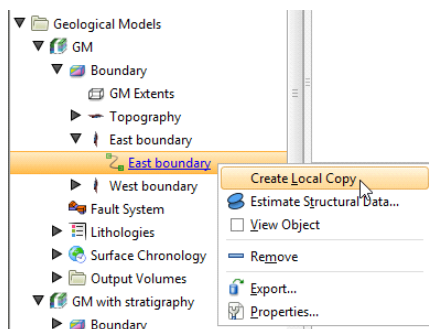 Geological Models
GM
Boundary
GM Extents
Topography
East boundary
East boundary
West boundary
Fault System
Lithologies
Surface Chronology
Output Volumes
GM with stratigraphy
Boundary
Create Local Copy
Estimate Structural Data...
View Object
Remove
Export...
Properties...